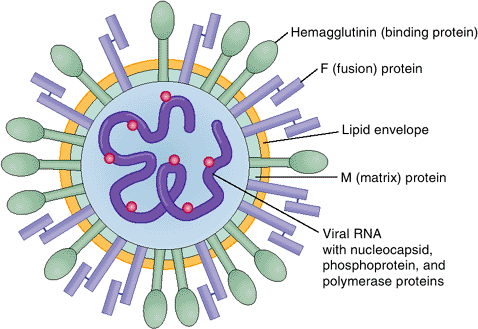 Hemagglutinin (binding protein)
F (fusion) protein
Lipid envelope
M (matrix) protein
Viral RNA
with nucleocapsid,
phosphoprotein, and
polymerase proteins